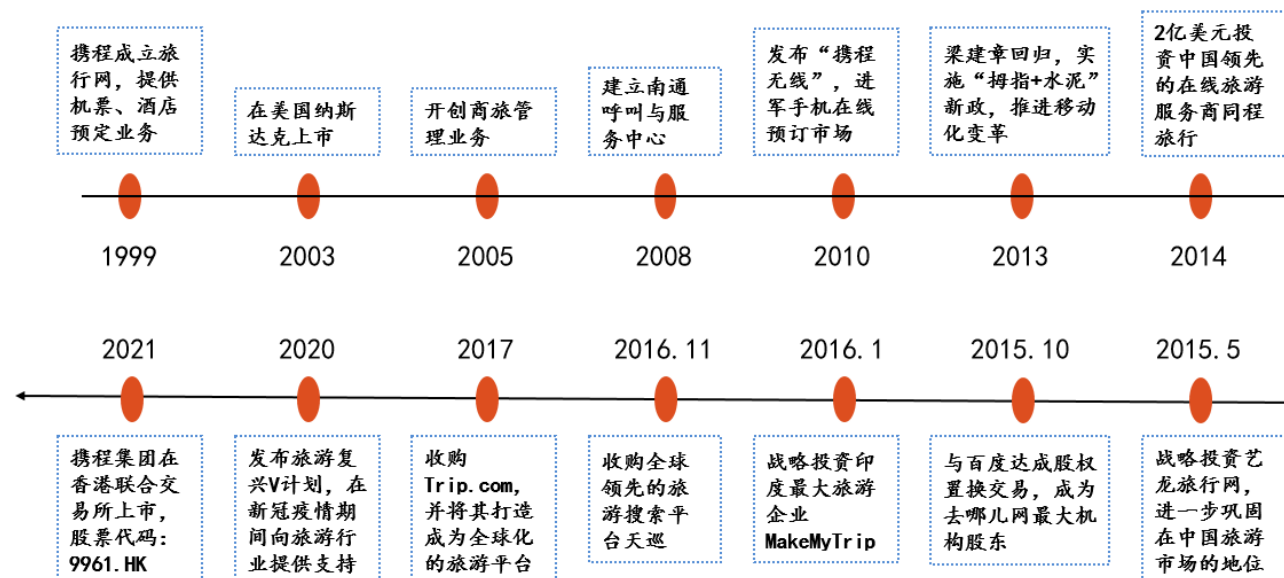 携程成立旅
行网，提供
机票、酒店
预定业务
在美国纳斯
达克上市
开创商旅管
理业务
建立南通
呼叫与服
务中心
发布“携程
无线”，进
军手机在线
预订市场
梁建章回归，实
施“拇指+水泥”
新政，推进移动
化变革
2亿美元投
资中国领先
的在线旅游
服务商同程
旅行
1999
2003
2005
2008
2010
2013
2014
2021
2020
2017
2016.11
2016.1
2015.10
2015.5
携程集团在
香港联合交
易所上市，
股票代码：
9961.HK
发布旅游复
兴V计划，在
新冠疫情期
间向旅游行
业提供支持
收购
Trip.com，
并将其打造
成为全球化
的旅游平台
收购全球
领先的旅
游搜索平
台天巡
战略投资印
度最大旅游
企业
MakeMyTrip
与百度达成股权
置换交易，成为
去哪儿网最大机
构股东
战略投资艺
龙旅行网，
进一步巩固
在中国旅游
市场的地位